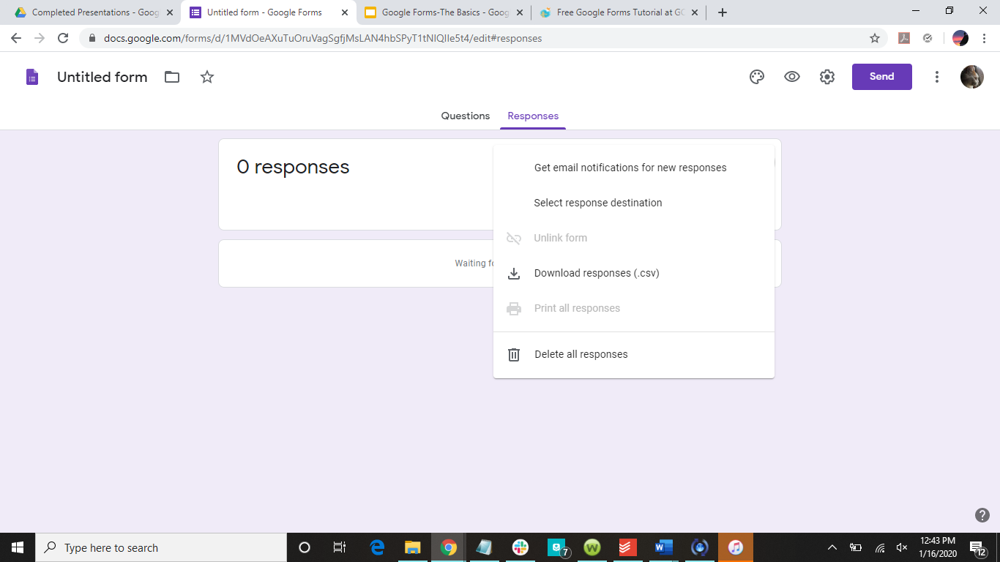 Completed Presentations - Goog
Untitled form - Google Forms
Google Forms-The Basics - Goog
Free Google Forms Tutorial at GC
docs.google.com/forms/d/1MVdOeAXuTuOruVagSgfjMsLAN4hbSPyT1tNIQIle5t4/edit#responses
Untitled form
Send
Questions
Responses
0 responses
Waiting fo
Get email notifications for new responses
Select response destination
Unlink form
Download responses (.csv)
Print all responses
Delete all responses
Type here to search
7
12:43 PM
1/16/2020
12